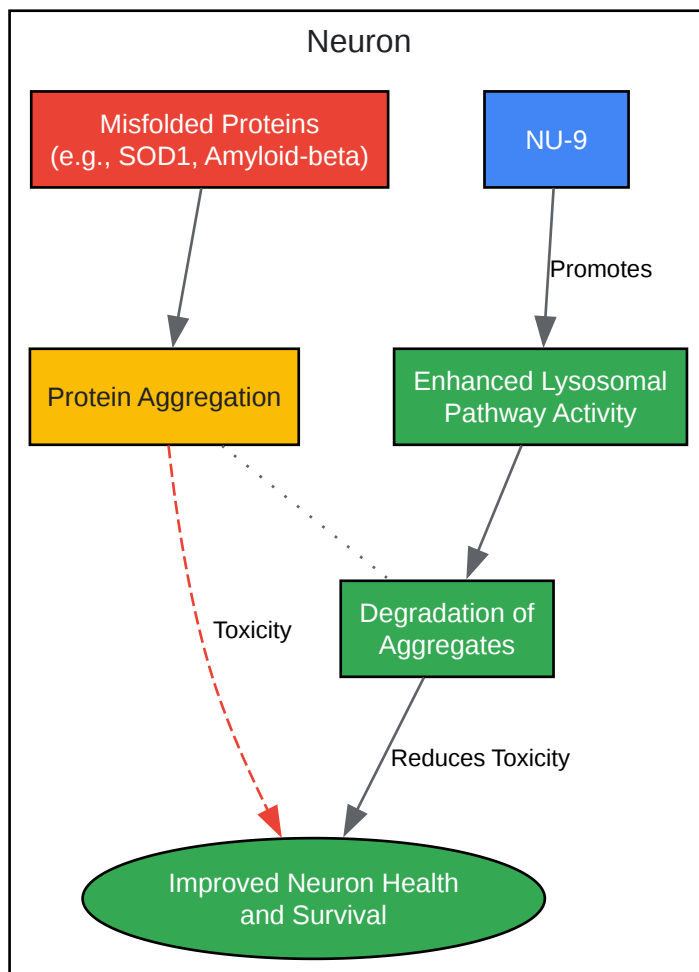 Neuron
Misfolded Proteins
(e.g., SOD1, Amyloid-beta)
NU-9
Promotes
Protein Aggregation
Enhanced Lysosomal
Pathway Activity
Toxicity
Degradation of
Aggregates
Reduces Toxicity
Improved Neuron Health
and Survival